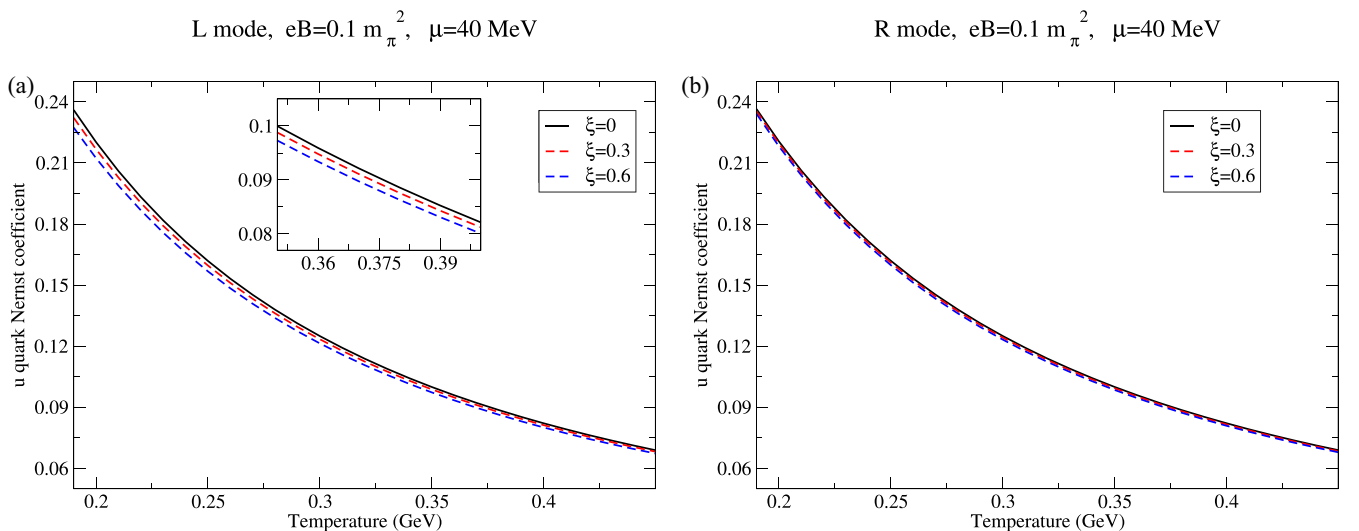 L mode, eB=0.1 m_π^2, μ=40 MeV
(a)
u quark Nernst coefficient
0.24
0.21
0.18
0.15
0.12
0.09
0.06
0.1
0.09
0.08
0.36
0.375
0.39
ξ=0
ξ=0.3
ξ=0.6
0.2
0.25
0.3
0.35
0.4
Temperature (GeV)
R mode, eB=0.1 m_π^2, μ=40 MeV
(b)
u quark Nernst coefficient
0.24
0.21
0.18
0.15
0.12
0.09
0.06
ξ=0
ξ=0.3
ξ=0.6
0.2
0.25
0.3
0.35
0.4
Temperature (GeV)